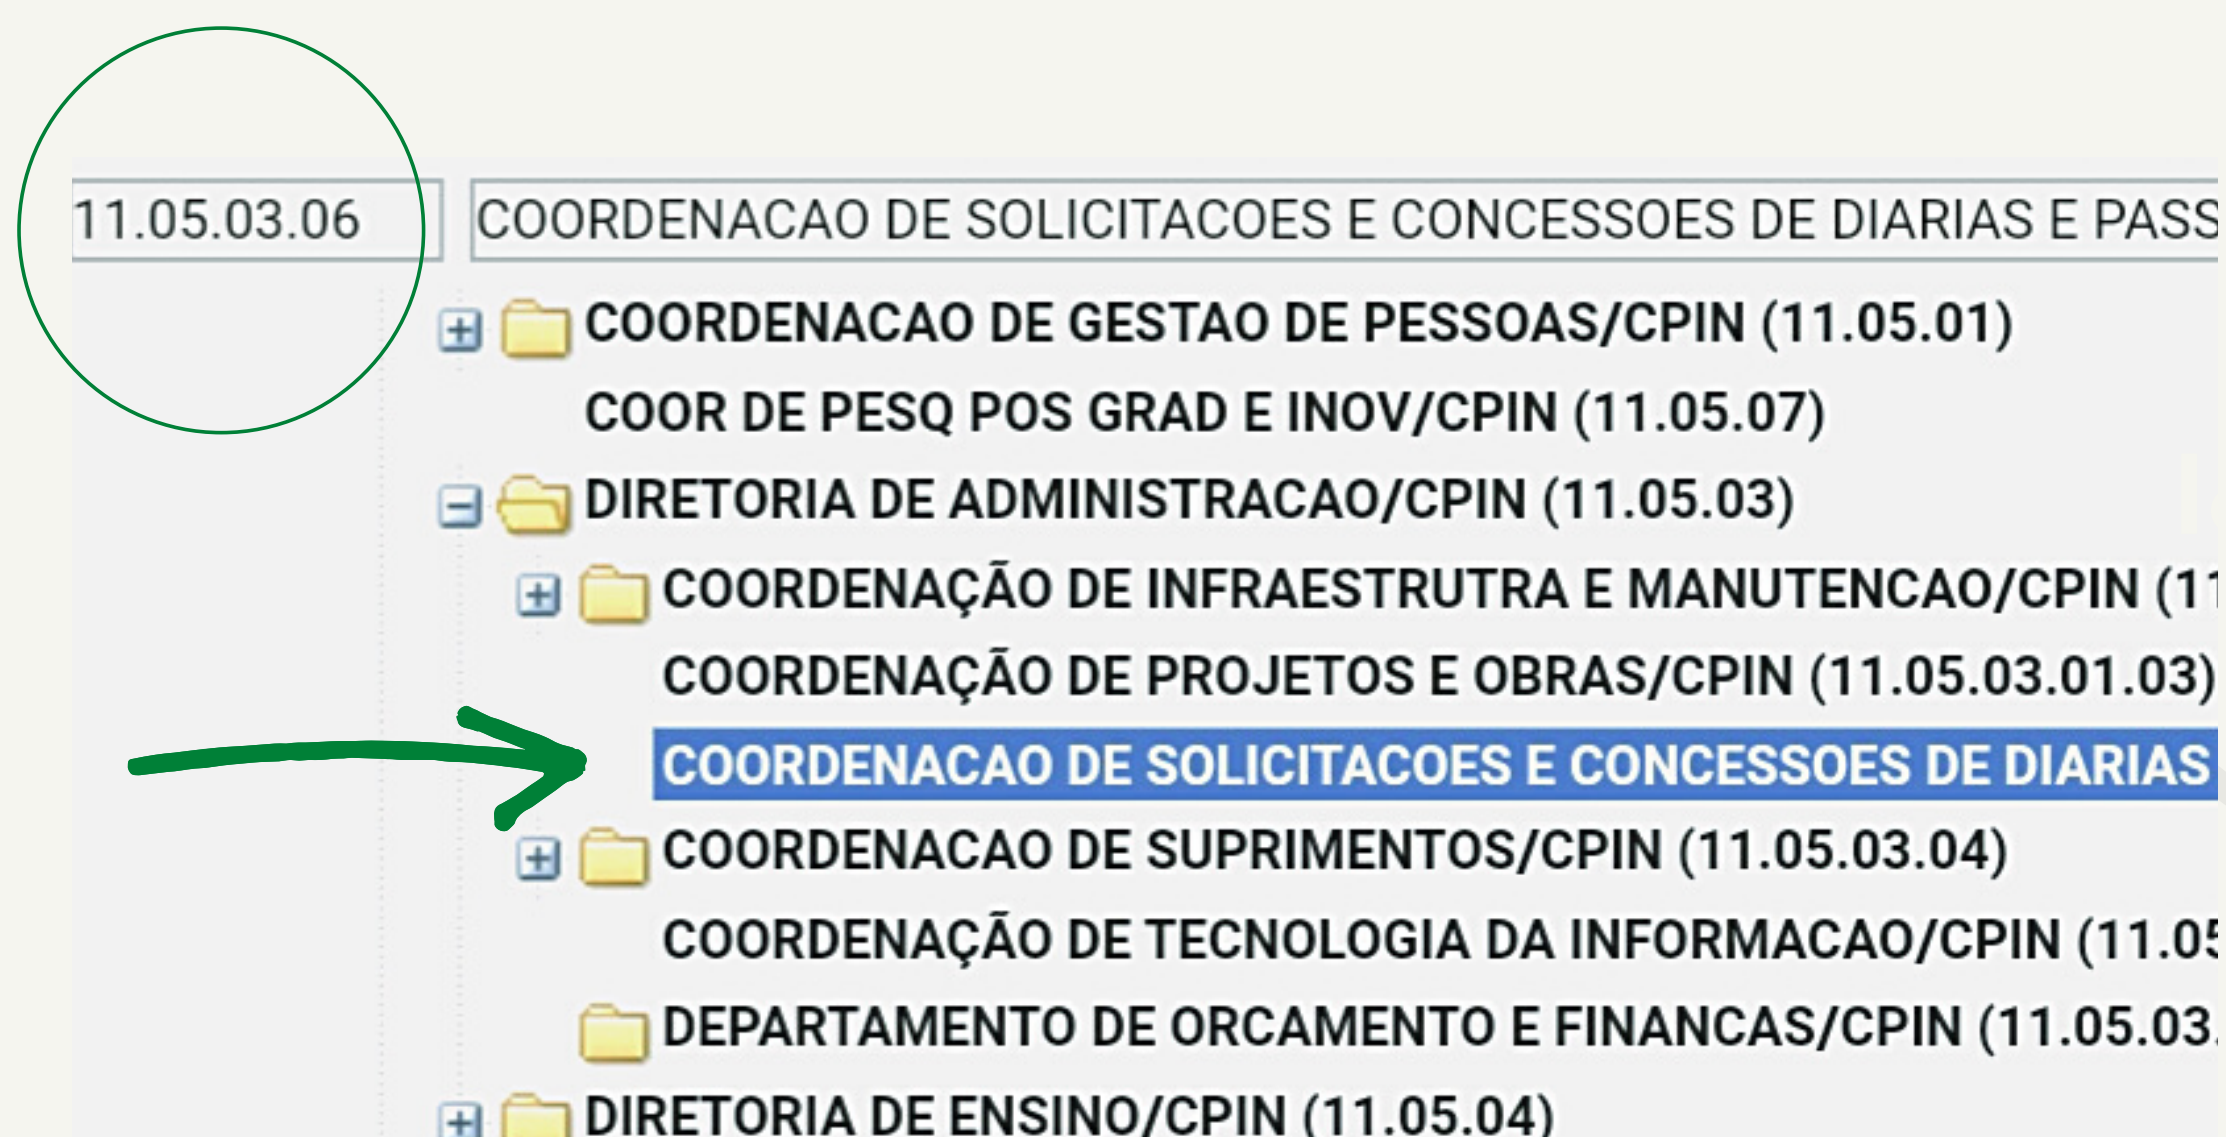 11.05.03.06 COORDENACAO DE SOLICITACOES E CONCESSOES DE DIARIAS E PASS
COORDENACAO DE GESTAO DE PESSOAS/CPIN (11.05.01)
COOR DE PESQ POS GRAD E INOV/CPIN (11.05.07)
DIRETORIA DE ADMINISTRACAO/CPIN (11.05.03)
COORDENAÇÃO DE INFRAESTRUTRA E MANUTENCAO/CPIN (11
COORDENAÇÃO DE PROJETOS E OBRAS/CPIN (11.05.03.01.03)
COORDENACAO DE SOLICITACOES E CONCESSOES DE DIARIAS
COORDENACAO DE SUPRIMENTOS/CPIN (11.05.03.04)
COORDENAÇÃO DE TECNOLOGIA DA INFORMACAO/CPIN (11.05
DEPARTAMENTO DE ORCAMENTO E FINANCAS/CPIN (11.05.03.
DIRETORIA DE ENSINO/CPIN (11.05.04)